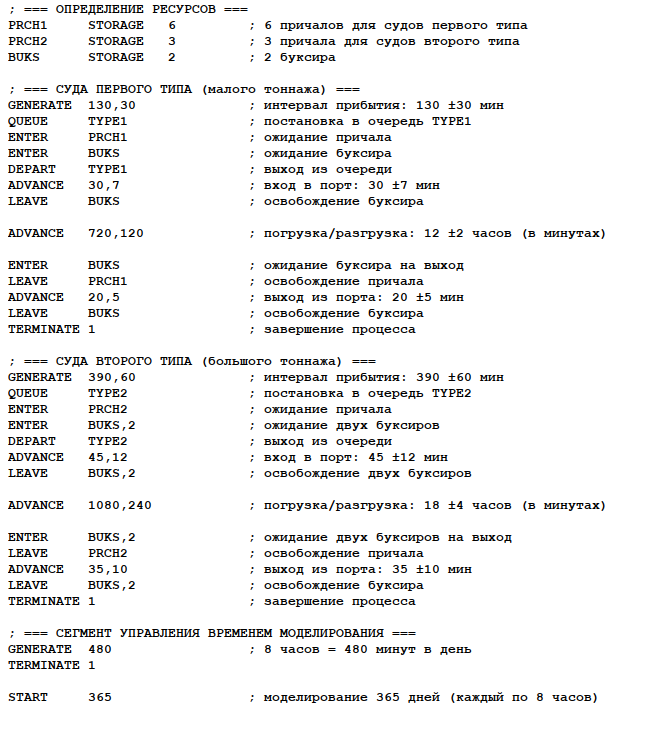 ; === ОПРЕДЕЛЕНИЕ РЕСУРСОВ ===
PRCH1     STORAGE   6         ; 6 причалов для судов первого типа
PRCH2     STORAGE   3         ; 3 причала для судов второго типа
BUKS      STORAGE   2         ; 2 буксира

; === СУДА ПЕРВОГО ТИПА (малого тоннажа) ===
GENERATE  130,30              ; интервал прибытия: 130 ±30 мин
QUEUE     TYPE1               ; постановка в очередь TYPE1
ENTER     PRCH1               ; ожидание причала
ENTER     BUKS                ; ожидание буксира
DEPART    TYPE1               ; выход из очереди
ADVANCE   30,7                ; вход в порт: 30 ±7 мин
LEAVE     BUKS                ; освобождение буксира

ADVANCE   720,120             ; погрузка/разгрузка: 12 ±2 часов (в минутах)

ENTER     BUKS                ; ожидание буксира на выход
LEAVE     PRCH1               ; освобождение причала
ADVANCE   20,5                ; выход из порта: 20 ±5 мин
LEAVE     BUKS                ; освобождение буксира
TERMINATE 1                   ; завершение процесса

; === СУДА ВТОРОГО ТИПА (большого тоннажа) ===
GENERATE  390,60              ; интервал прибытия: 390 ±60 мин
QUEUE     TYPE2               ; постановка в очередь TYPE2
ENTER     PRCH2               ; ожидание причала
ENTER     BUKS,2              ; ожидание двух буксиров
DEPART    TYPE2               ; выход из очереди
ADVANCE   45,12               ; вход в порт: 45 ±12 мин
LEAVE     BUKS,2              ; освобождение двух буксиров

ADVANCE   1080,240            ; погрузка/разгрузка: 18 ±4 часов (в минутах)

ENTER     BUKS,2              ; ожидание двух буксиров на выход
LEAVE     PRCH2               ; освобождение причала
ADVANCE   35,10               ; выход из порта: 35 ±10 мин
LEAVE     BUKS,2              ; освобождение буксира
TERMINATE 1                   ; завершение процесса

; === СЕГМЕНТ УПРАВЛЕНИЯ ВРЕМЕНЕМ МОДЕЛИРОВАНИЯ ===
GENERATE  480                 ; 8 часов = 480 минут в день
TERMINATE 1

START     365                 ; моделирование 365 дней (каждый по 8 часов)